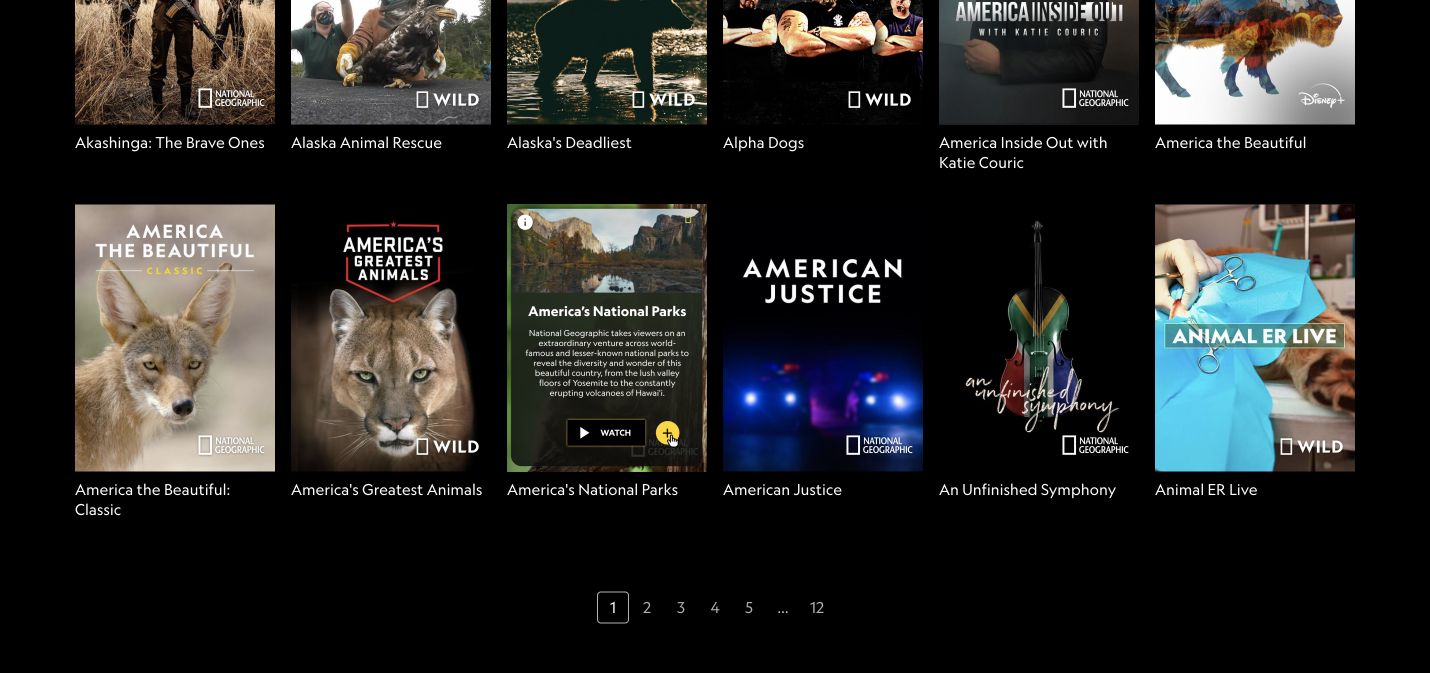 AMERICA INSIDE OUT
WITH KATIE COURIC
NATIONAL
GEOGRAPHIC
WILD
WILD
WILD
NATIONAL
GEOGRAPHIC
Disney+
Akashinga: The Brave Ones
Alaska Animal Rescue
Alaska's Deadliest
Alpha Dogs
America Inside Out with
Katie Couric
America the Beautiful
AMERICA
THE BEAUTIFUL
CLASSIC
NATIONAL
GEOGRAPHIC
America the Beautiful:
Classic
AMERICA'S
GREATEST
ANIMALS
WILD
America's Greatest Animals
i
America's National Parks
National Geographic takes viewers on an
extraordinary venture across world-
famous and lesser-known national parks to
reveal the diversity and wonder of this
beautiful country, from the lush valley
floors of Yosemite to the constantly
erupting volcanoes of Hawai'i.
WATCH
+
NATIONAL
GEOGRAPHIC
America's National Parks
AMERICAN
JUSTICE
NATIONAL
GEOGRAPHIC
American Justice
an
unfinished
symphony
NATIONAL
GEOGRAPHIC
An Unfinished Symphony
ANIMAL ER LIVE
WILD
Animal ER Live
1 2 3 4 5 ... 12